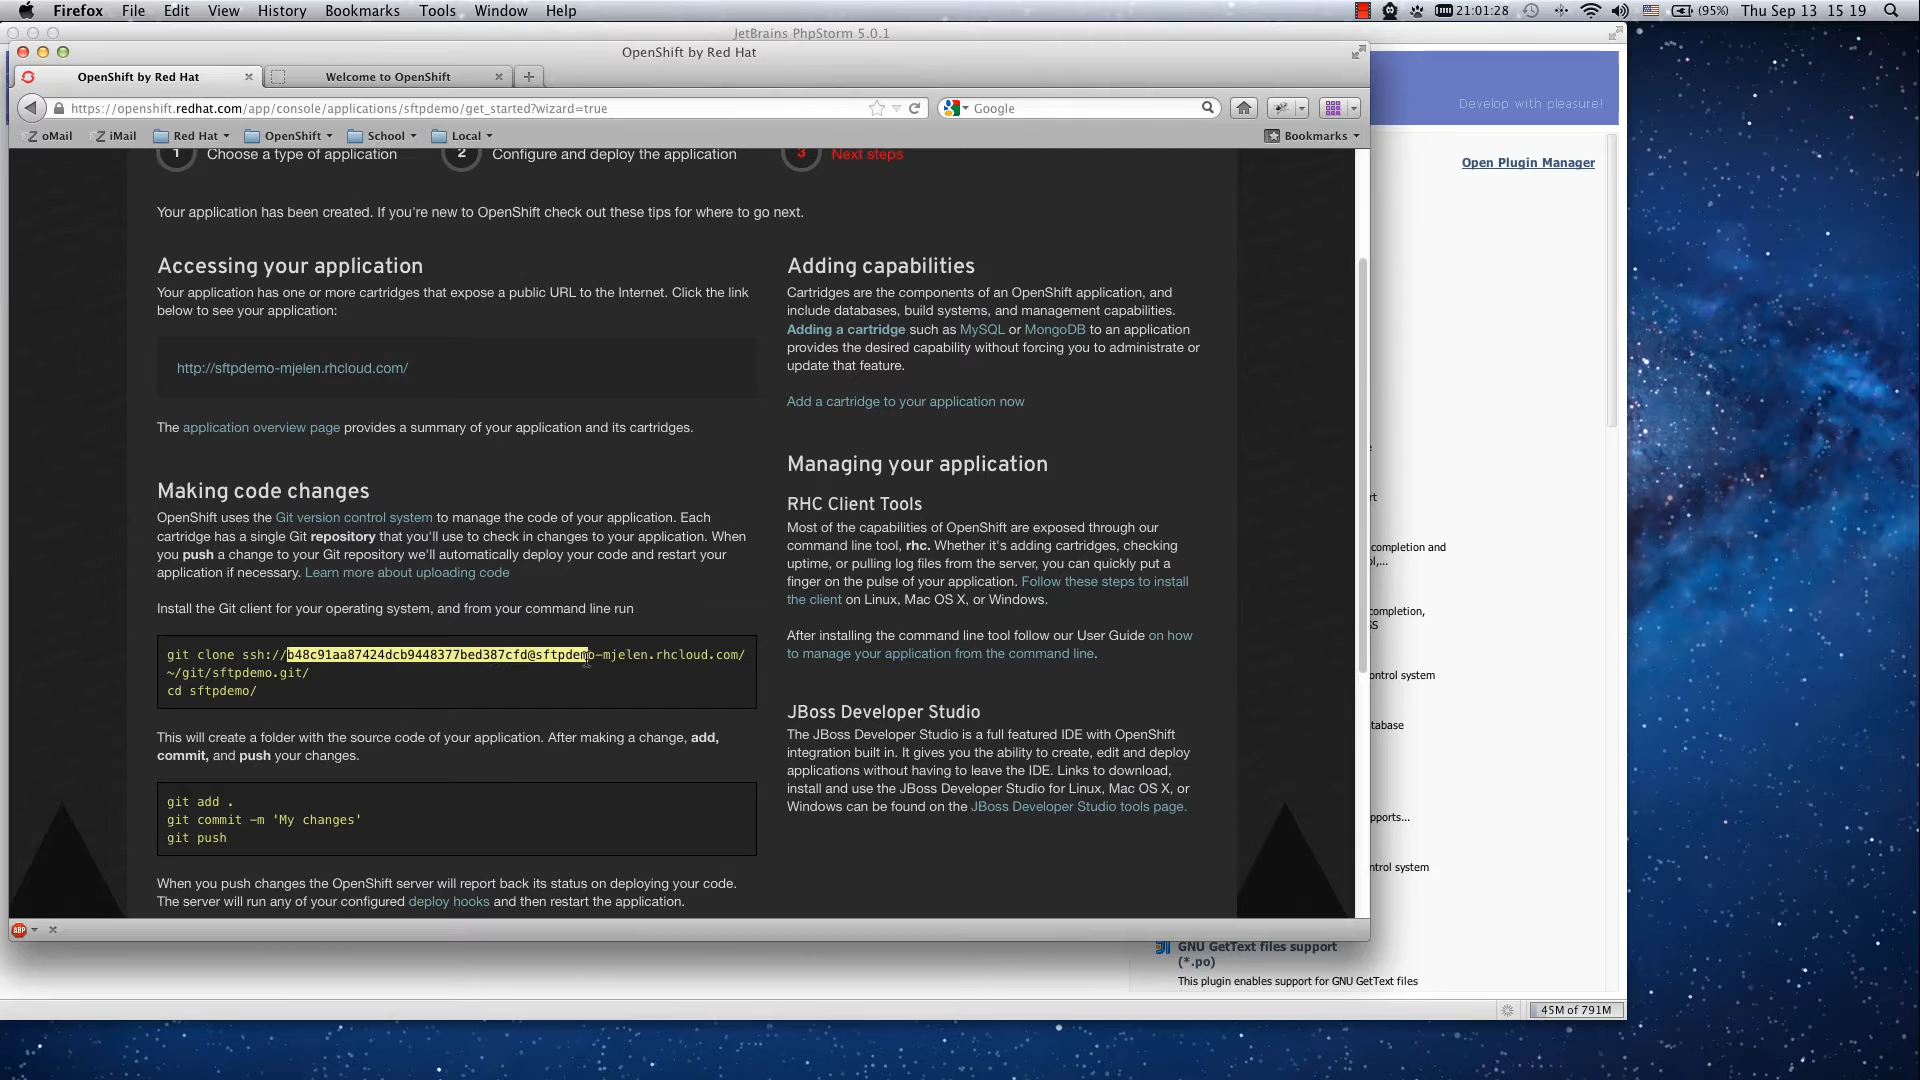 Firefox File Edit View History Bookmarks Tools Window Help
21:01:28 (95%) Thu Sep 13 15 19
JetBrains PhpStorm 5.0.1
OpenShift by Red Hat
OpenShift by Red Hat
Welcome to OpenShift
https://openshift.redhat.com/app/console/applications/sftpdemo/get_started?wizard=true
Google
oMail iMail Red Hat OpenShift School Local Bookmarks
1 Choose a type of application 2 Configure and deploy the application 3 Next steps
Your application has been created. If you're new to OpenShift check out these tips for where to go next.
Accessing your application
Your application has one or more cartridges that expose a public URL to the Internet. Click the link
below to see your application:
http://sftpdemo-mjelen.rhcloud.com/
The application overview page provides a summary of your application and its cartridges.
Making code changes
OpenShift uses the Git version control system to manage the code of your application. Each
cartridge has a single Git repository that you'll use to check in changes to your application. When
you push a change to your Git repository we'll automatically deploy your code and restart your
application if necessary. Learn more about uploading code
Install the Git client for your operating system, and from your command line run
git clone ssh://b48c91aa87424dcb9448377bed387cfd@sftpdemo-mjelen.rhcloud.com/
~/git/sftpdemo.git/
cd sftpdemo/
This will create a folder with the source code of your application. After making a change, add,
commit, and push your changes.
git add .
git commit -m 'My changes'
git push
When you push changes the OpenShift server will report back its status on deploying your code.
The server will run any of your configured deploy hooks and then restart the application.
Adding capabilities
Cartridges are the components of an OpenShift application, and
include databases, build systems, and management capabilities.
Adding a cartridge such as MySQL or MongoDB to an application
provides the desired capability without forcing you to administrate or
update that feature.
Add a cartridge to your application now
Managing your application
RHC Client Tools
Most of the capabilities of OpenShift are exposed through our
command line tool, rhc. Whether it's adding cartridges, checking
uptime, or pulling log files from the server, you can quickly put a
finger on the pulse of your application. Follow these steps to install
the client on Linux, Mac OS X, or Windows.
After installing the command line tool follow our User Guide on how
to manage your application from the command line.
JBoss Developer Studio
The JBoss Developer Studio is a full featured IDE with OpenShift
integration built in. It gives you the ability to create, edit and deploy
applications without having to leave the IDE. Links to download,
install and use the JBoss Developer Studio for Linux, Mac OS X, or
Windows can be found on the JBoss Developer Studio tools page.
ABP
Develop with pleasure!
Open Plugin Manager
completion and
completion,
ntrol system
tabase
pports...
ntrol system
GNU GetText files support
(*.po)
This plugin enables support for GNU GetText files
45M of 791M